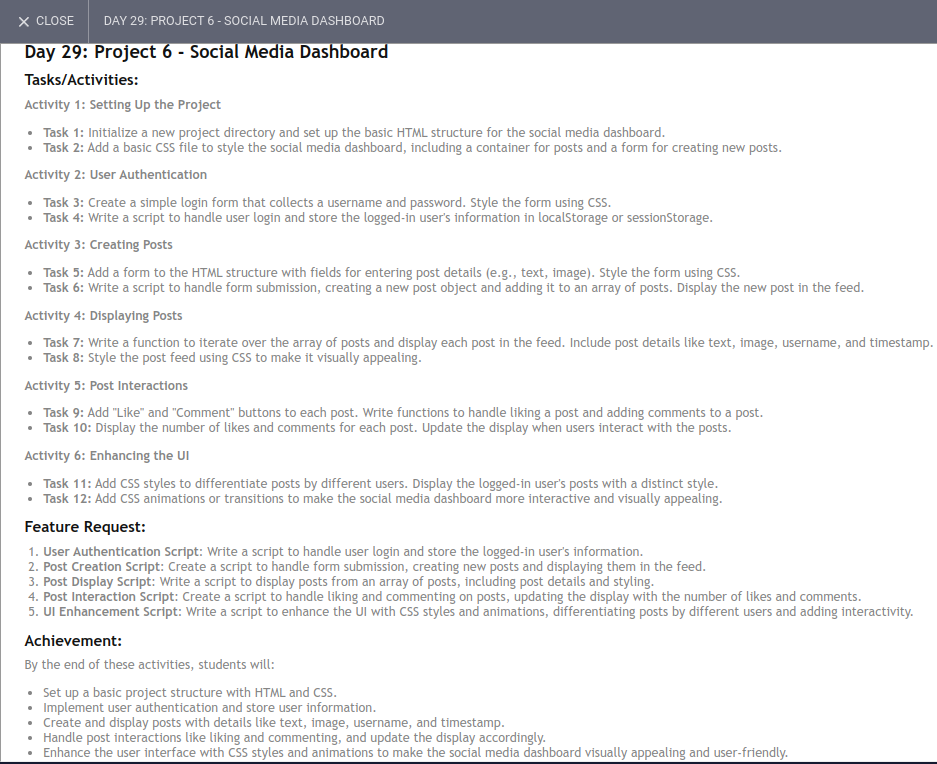 CLOSE DAY 29: PROJECT 6 - SOCIAL MEDIA DASHBOARD
Day 29: Project 6 - Social Media Dashboard
Tasks/Activities:
Activity 1: Setting Up the Project
• Task 1: Initialize a new project directory and set up the basic HTML structure for the social media dashboard.
• Task 2: Add a basic CSS file to style the social media dashboard, including a container for posts and a form for creating new posts.
Activity 2: User Authentication
• Task 3: Create a simple login form that collects a username and password. Style the form using CSS.
• Task 4: Write a script to handle user login and store the logged-in user's information in localStorage or sessionStorage.
Activity 3: Creating Posts
• Task 5: Add a form to the HTML structure with fields for entering post details (e.g., text, image). Style the form using CSS.
• Task 6: Write a script to handle form submission, creating a new post object and adding it to an array of posts. Display the new post in the feed.
Activity 4: Displaying Posts
• Task 7: Write a function to iterate over the array of posts and display each post in the feed. Include post details like text, image, username, and timestamp.
• Task 8: Style the post feed using CSS to make it visually appealing.
Activity 5: Post Interactions
• Task 9: Add "Like" and "Comment" buttons to each post. Write functions to handle liking a post and adding comments to a post.
• Task 10: Display the number of likes and comments for each post. Update the display when users interact with the posts.
Activity 6: Enhancing the UI
• Task 11: Add CSS styles to differentiate posts by different users. Display the logged-in user's posts with a distinct style.
• Task 12: Add CSS animations or transitions to make the social media dashboard more interactive and visually appealing.
Feature Request:
1. User Authentication Script: Write a script to handle user login and store the logged-in user's information.
2. Post Creation Script: Create a script to handle form submission, creating new posts and displaying them in the feed.
3. Post Display Script: Write a script to display posts from an array of posts, including post details and styling.
4. Post Interaction Script: Create a script to handle liking and commenting on posts, updating the display with the number of likes and comments.
5. UI Enhancement Script: Write a script to enhance the UI with CSS styles and animations, differentiating posts by different users and adding interactivity.
Achievement:
By the end of these activities, students will:
• Set up a basic project structure with HTML and CSS.
• Implement user authentication and store user information.
• Create and display posts with details like text, image, username, and timestamp.
• Handle post interactions like liking and commenting, and update the display accordingly.
• Enhance the user interface with CSS styles and animations to make the social media dashboard visually appealing and user-friendly.